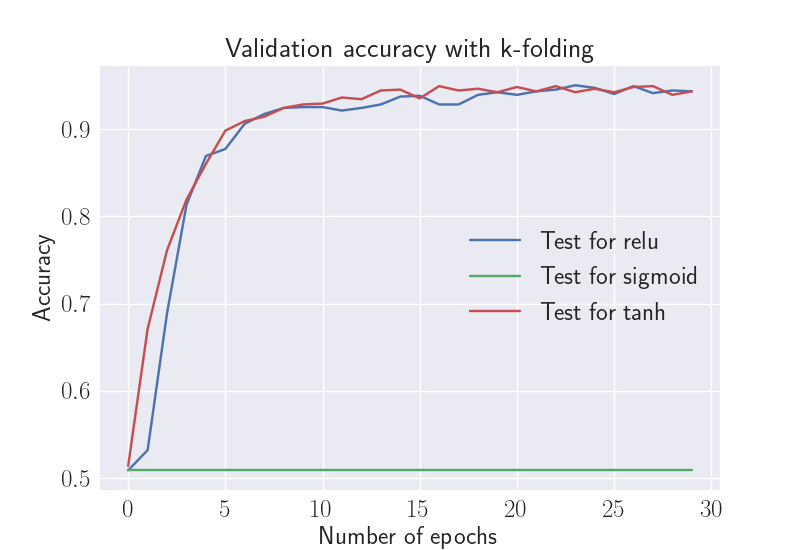 Validation accuracy with k-folding
Accuracy
0.9
0.8
0.7
0.6
0.5
Test for relu
Test for sigmoid
Test for tanh
0 5 10 15 20 25 30
Number of epochs